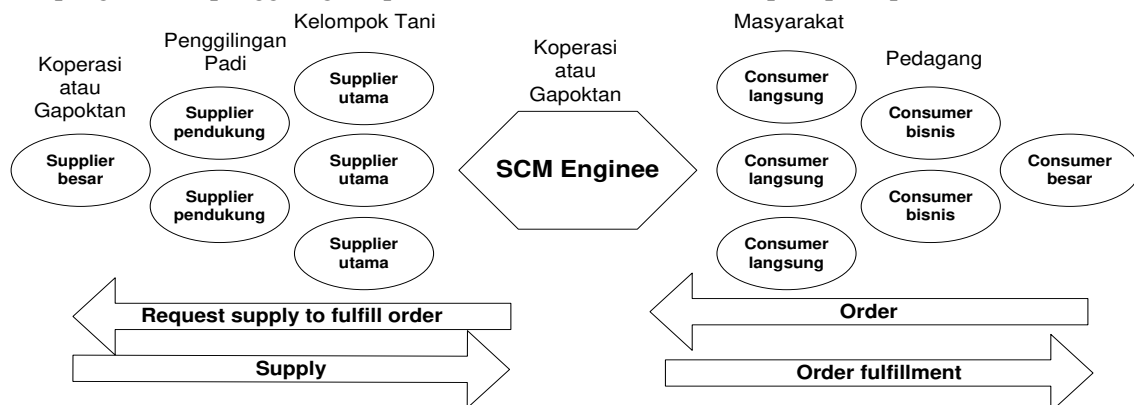 Kelompok Tani
Masyarakat
Penggilingan
Padi
Koperasi
atau
Gapoktan
Pedagang
Koperasi
atau
Gapoktan
Supplier
utama
Consumer
langsung
Supplier
pendukung
Consumer
bisnis
Supplier
besar
Supplier
utama
SCM Enginee
Consumer
langsung
Consumer
besar
Supplier
pendukung
Consumer
bisnis
Supplier
utama
Consumer
langsung
Request supply to fulfill order
Order
Supply
Order fulfillment